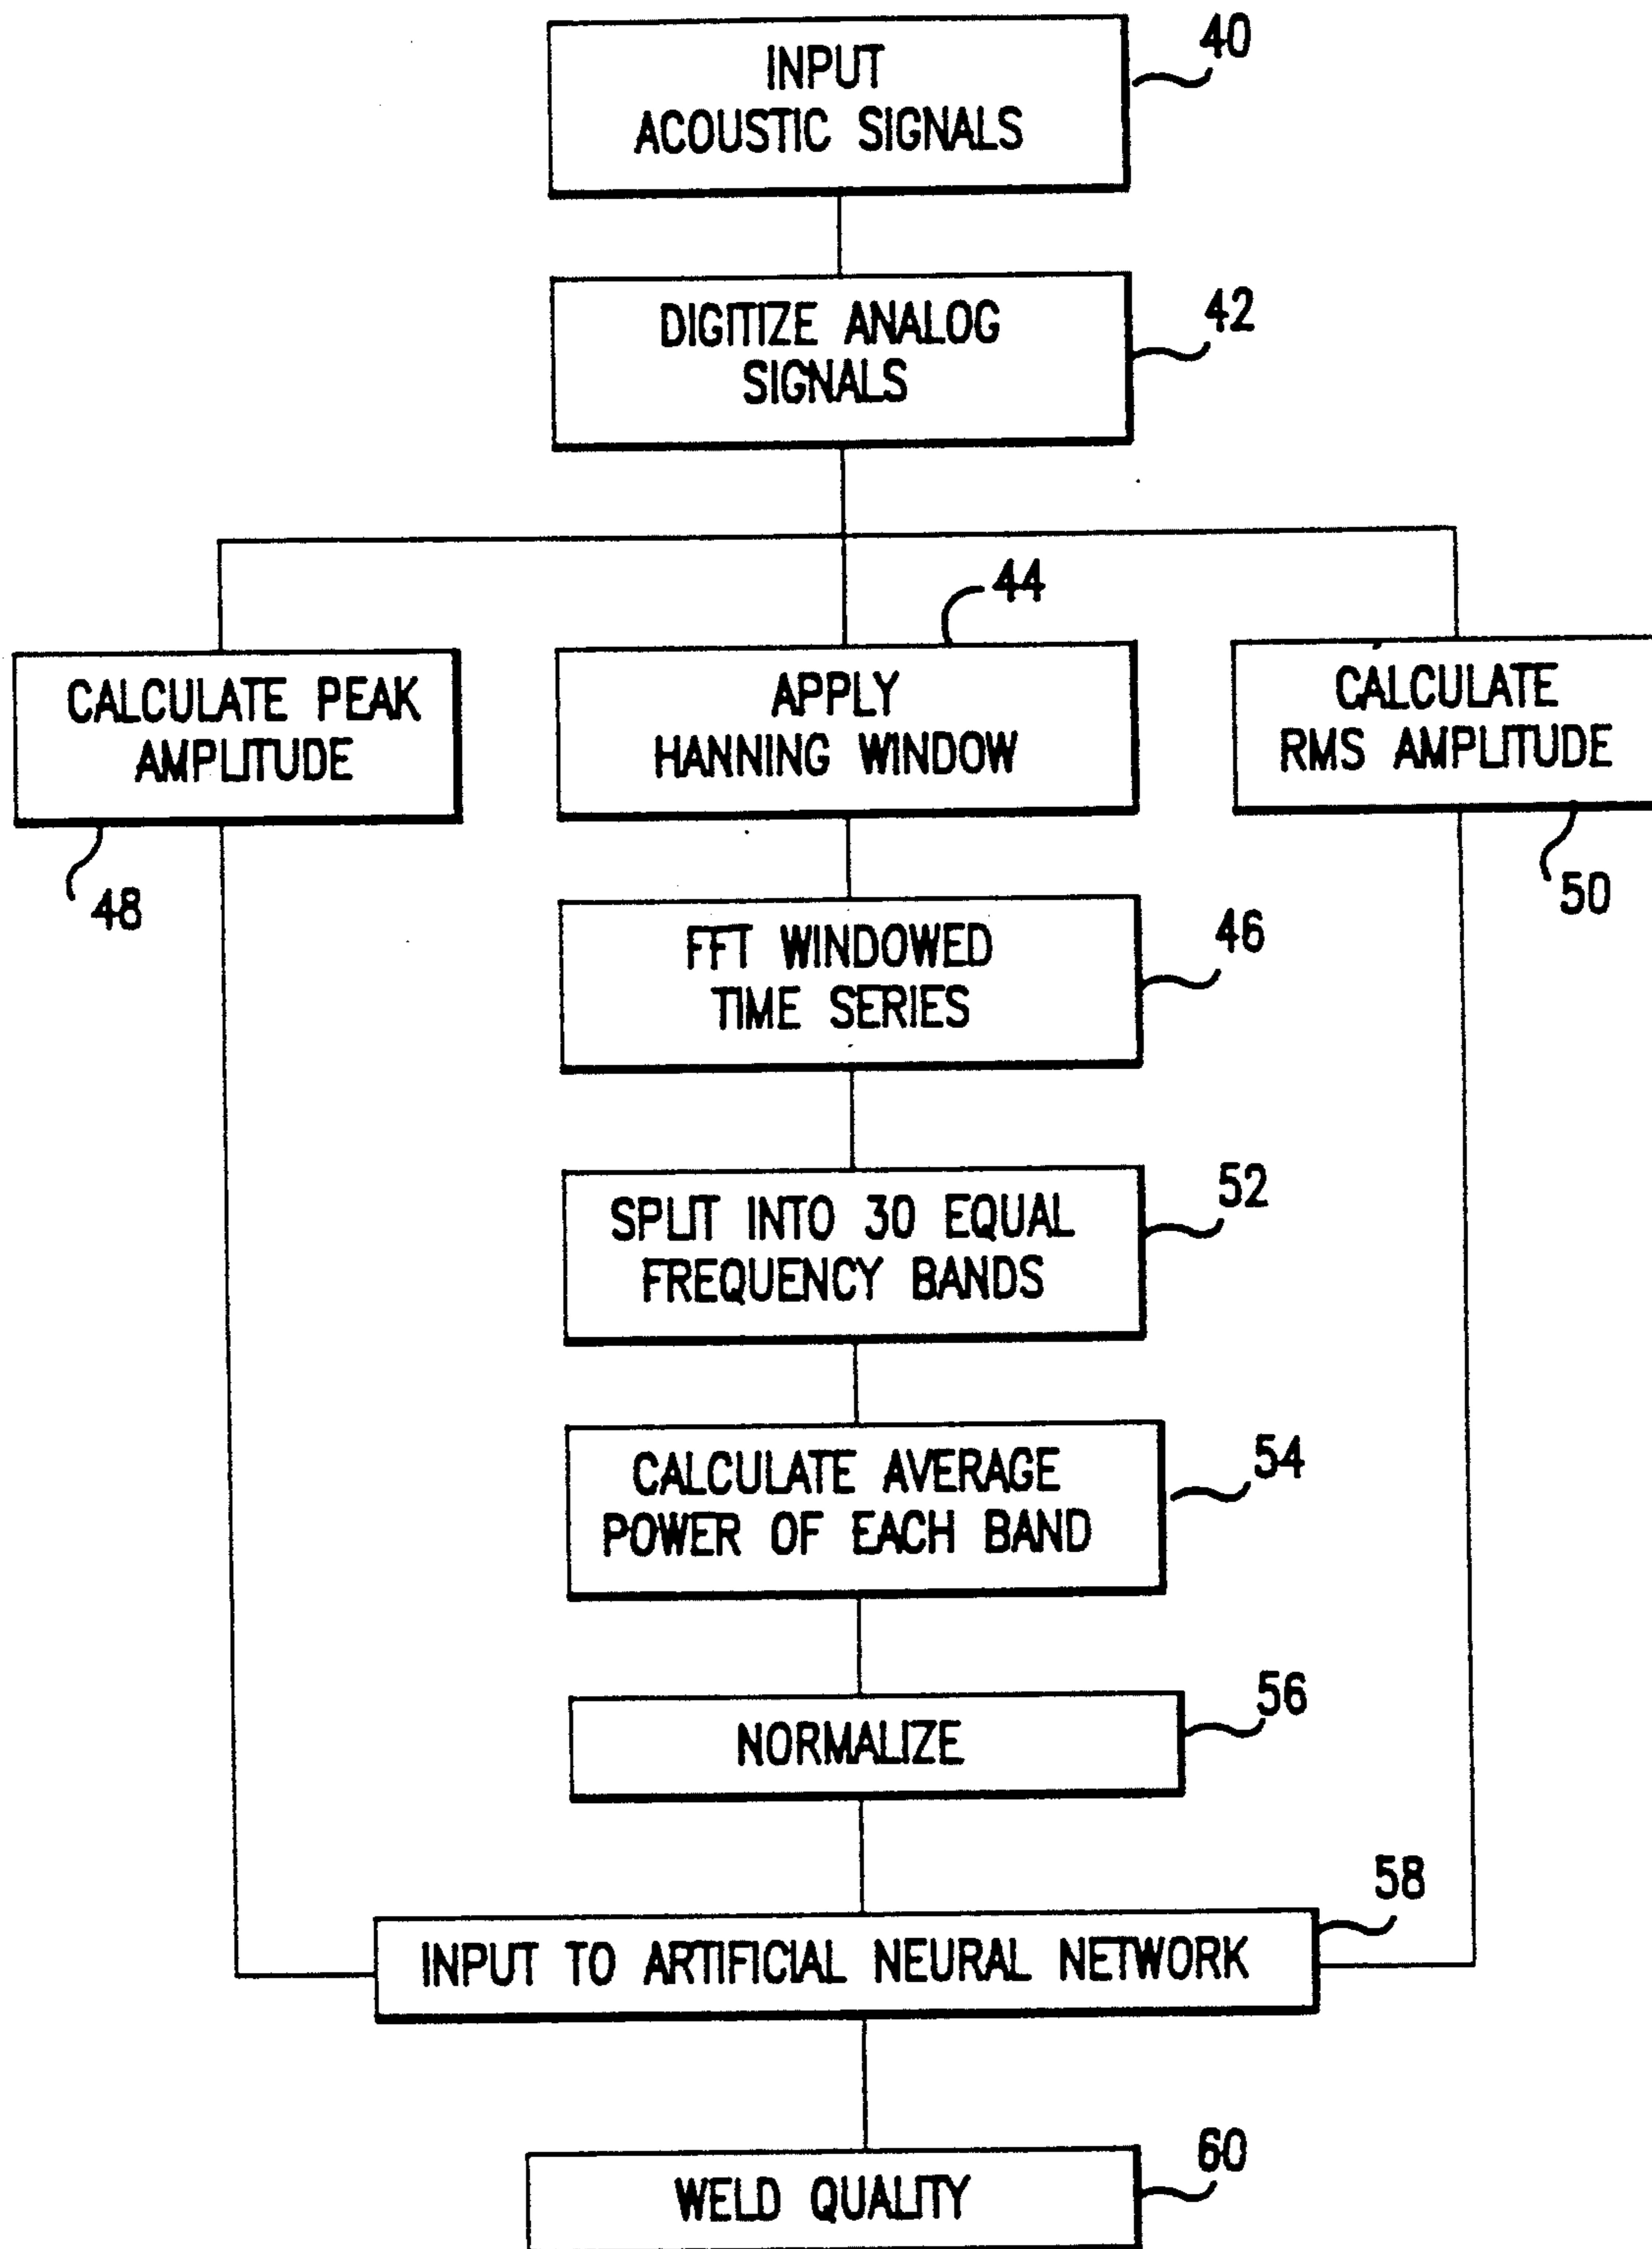 INPUT
ACOUSTIC SIGNALS
40
DIGITIZE ANALOG
SIGNALS
42
44
CALCULATE PEAK
AMPLITUDE
48
APPLY
HANNING WINDOW
CALCULATE
RMS AMPLITUDE
50
FFT WINDOWED
TIME SERIES
46
SPLIT INTO 30 EQUAL
FREQUENCY BANDS
52
CALCULATE AVERAGE
POWER OF EACH BAND
54
NORMALIZE
56
INPUT TO ARTIFICIAL NEURAL NETWORK
58
WELD QUALITY
60